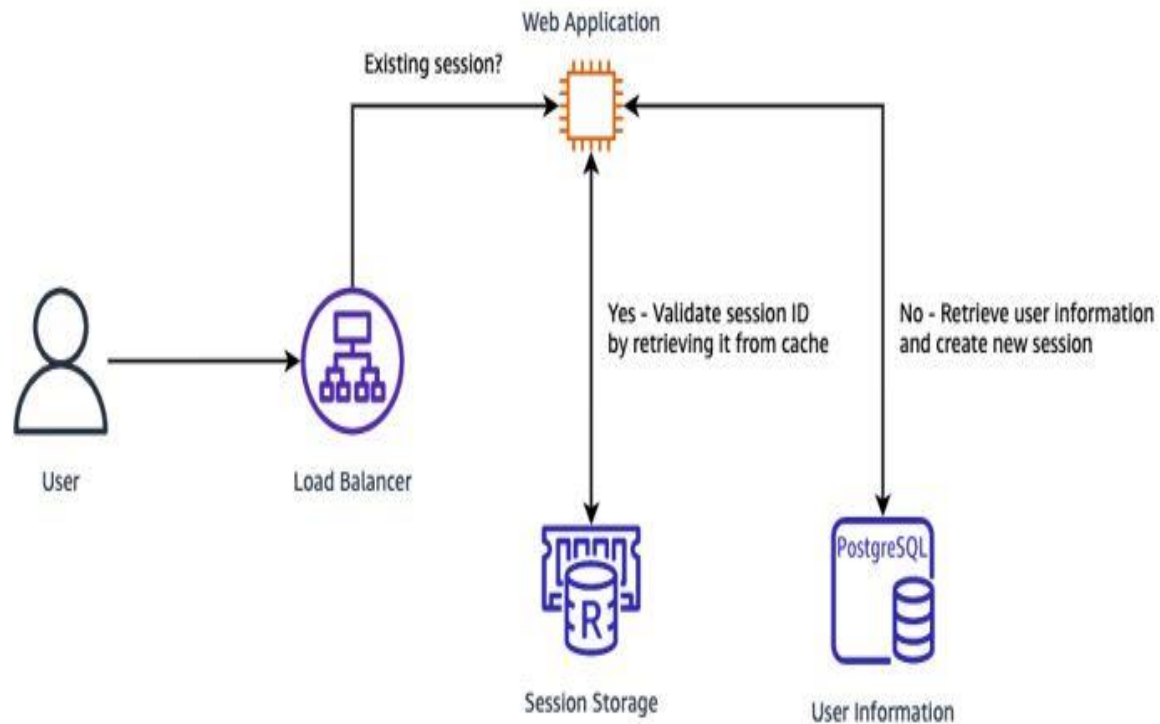 Web Application
Existing session?
Yes - Validate session ID
by retrieving it from cache
No - Retrieve user information
and create new session
User
Load Balancer
PostgreSQL
R
Session Storage
User Information